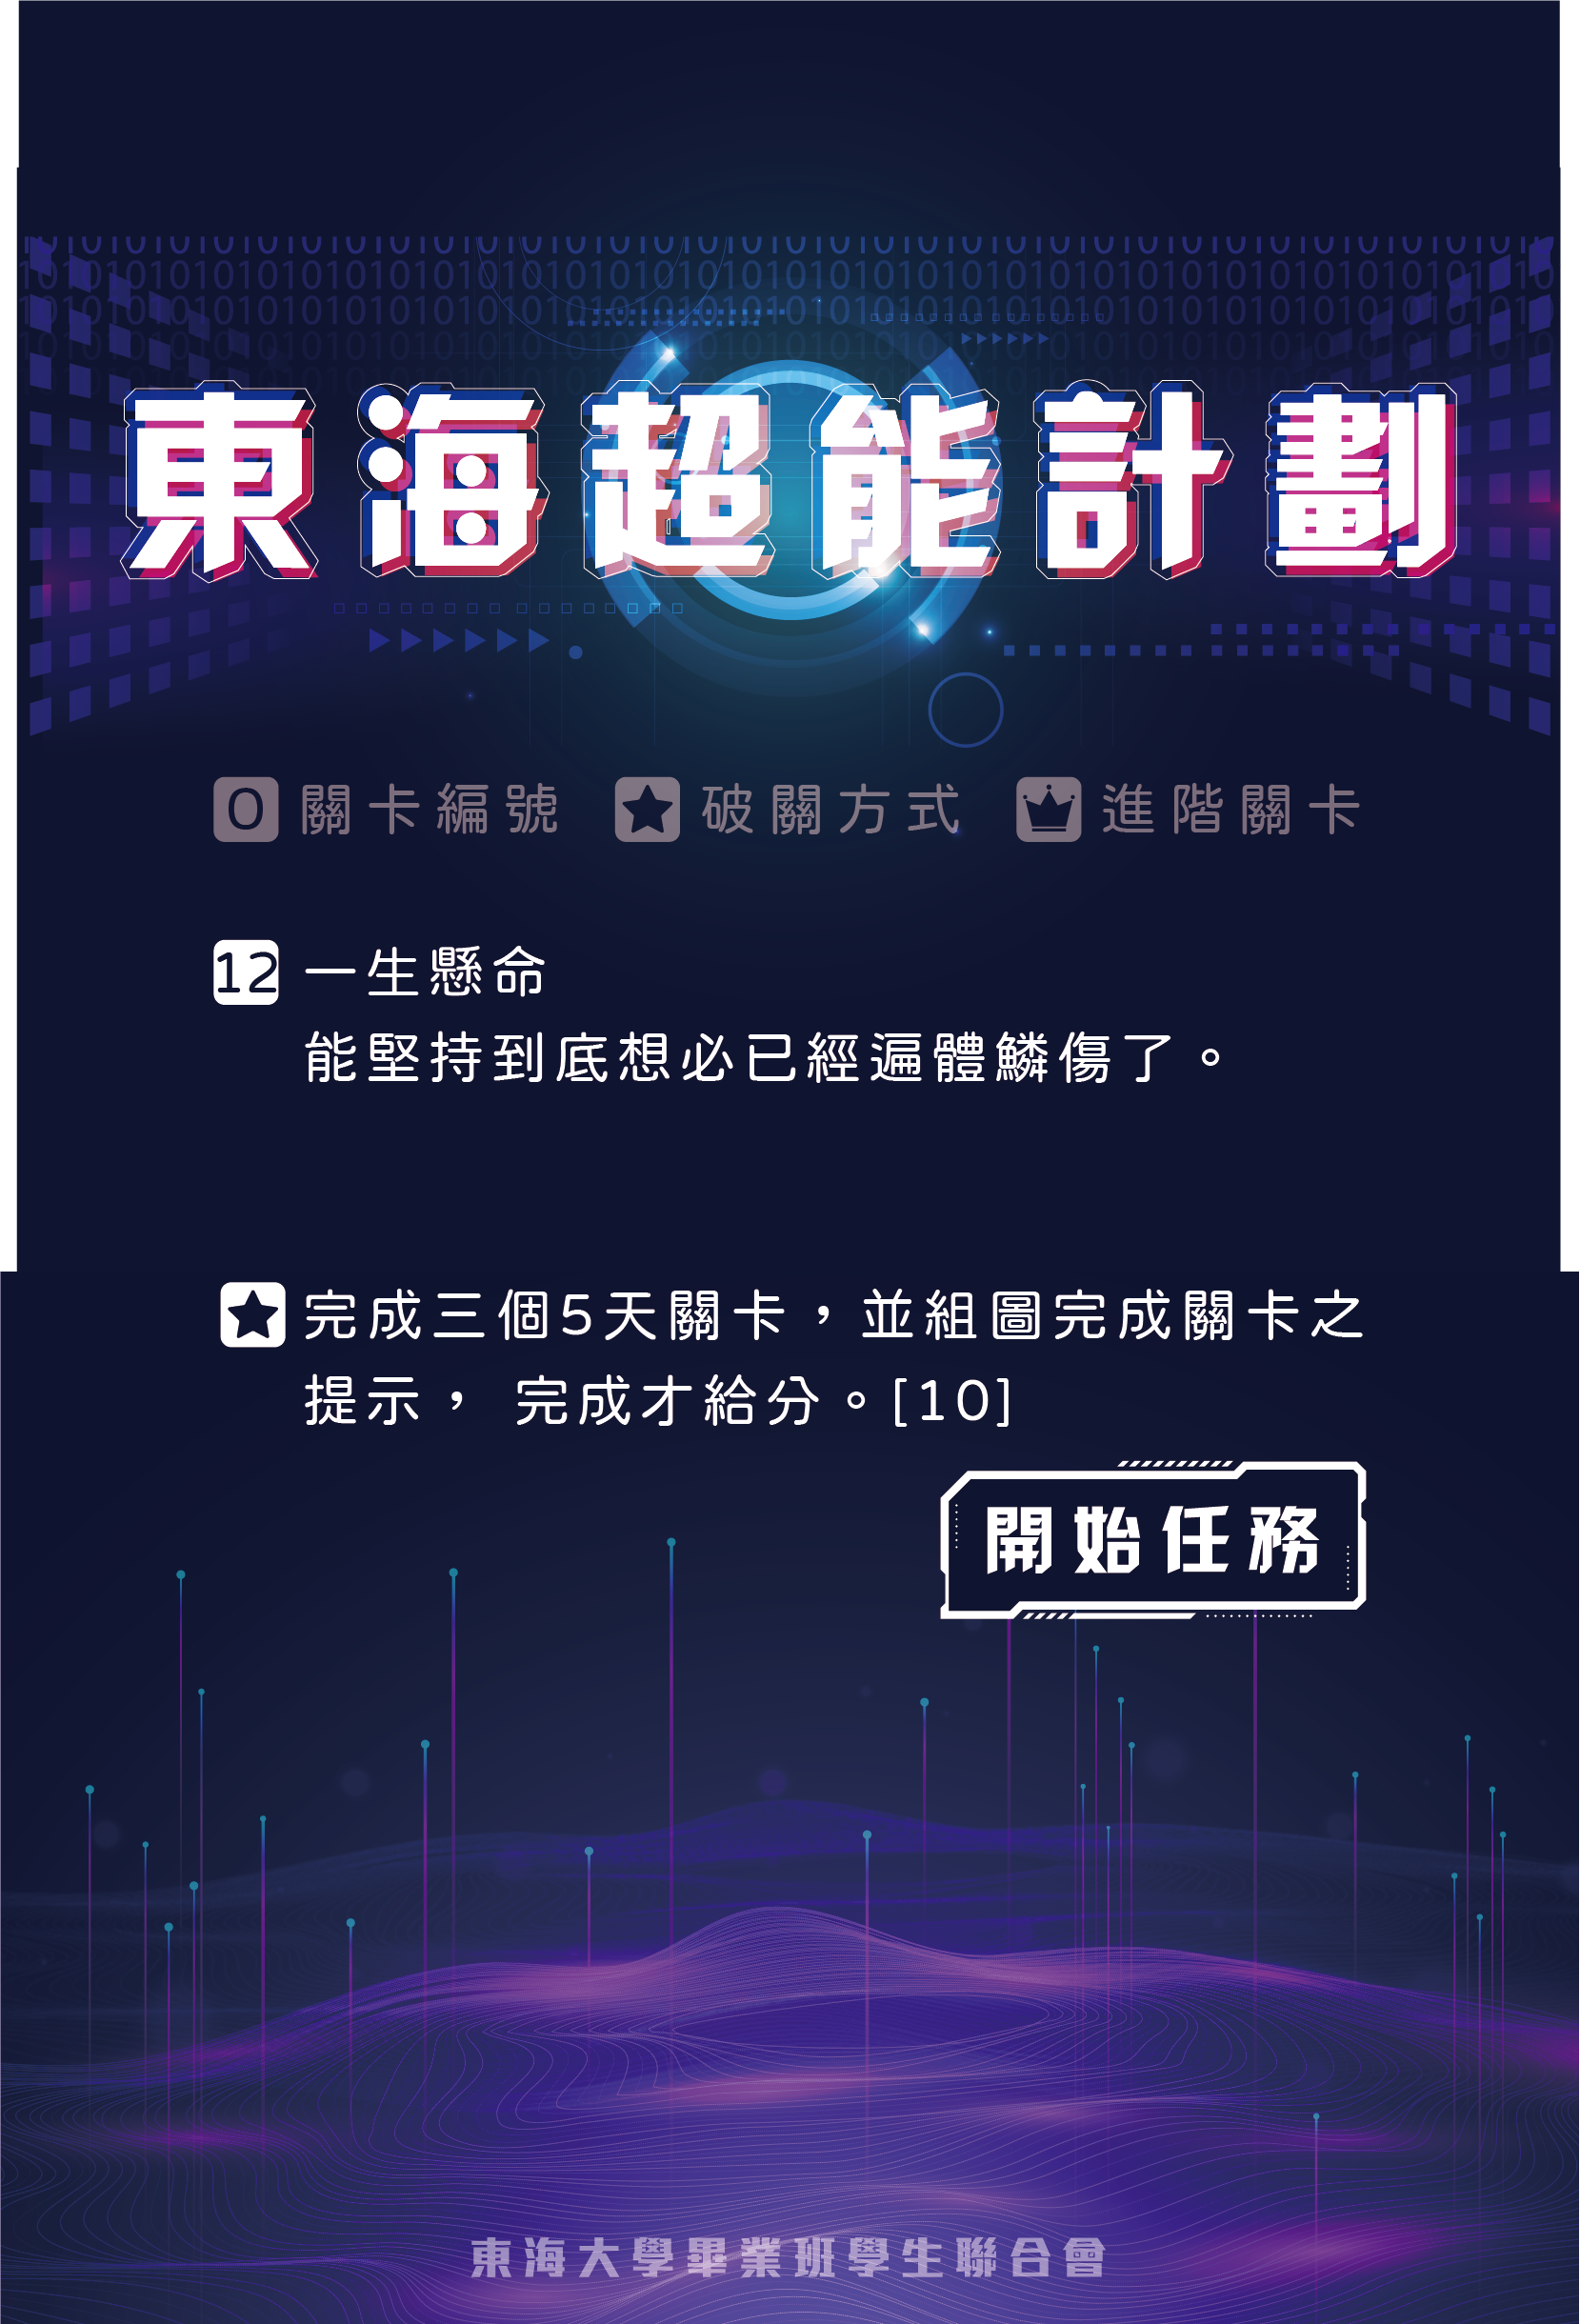 東海超能計劃
0 關卡編號 破關方式 進階關卡
12 一生懸命
能堅持到底想必已經遍體鱗傷了。
完成三個5天關卡，並組圖完成關卡之
提示， 完成才給分。[10]
開始任務
東海大學畢業班學生聯合會